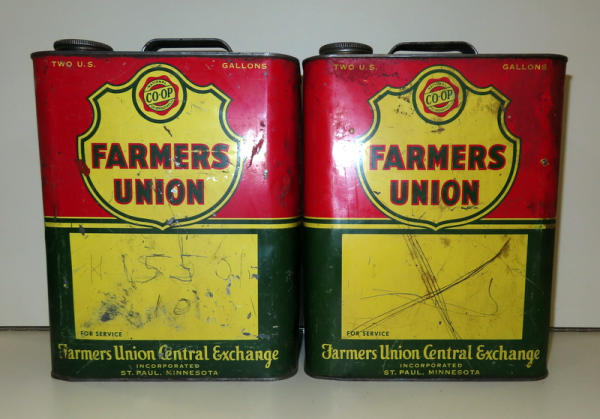 TWO U.S. GALLONS
CO-OP
FARMERS
UNION
155
FOR SERVICE
Farmers Union Central Exchange
INCORPORATED
ST. PAUL, MINNESOTA
TWO U.S. GALLONS
CO-OP
FARMERS
UNION
FOR SERVICE
Farmers Union Central Exchange
INCORPORATED
ST. PAUL, MINNESOTA